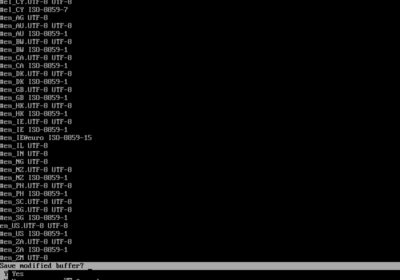 #el_CY.UTF-8 UTF-8
#el_CY ISO-8859-7
#en_AG UTF-8
#en_AU.UTF-8 UTF-8
#en_AU ISO-8859-1
#en_BW.UTF-8 UTF-8
#en_BW ISO-8859-1
#en_CA.UTF-8 UTF-8
#en_CA ISO-8859-1
#en_DK.UTF-8 UTF-8
#en_DK ISO-8859-1
#en_GB.UTF-8 UTF-8
#en_GB ISO-8859-1
#en_HK.UTF-8 UTF-8
#en_HK ISO-8859-1
#en_IE.UTF-8 UTF-8
#en_IE ISO-8859-1
#en_IE@euro ISO-8859-15
#en_IL UTF-8
#en_IN UTF-8
#en_NG UTF-8
#en_NZ.UTF-8 UTF-8
#en_NZ ISO-8859-1
#en_PH.UTF-8 UTF-8
#en_PH ISO-8859-1
#en_SC.UTF-8 UTF-8
#en_SG.UTF-8 UTF-8
#en_SG ISO-8859-1
en_US.UTF-8 UTF-8
#en_US ISO-8859-1
#en_ZA.UTF-8 UTF-8
#en_ZA ISO-8859-1
#en_ZM UTF-8
Save modified buffer?
Y Yes